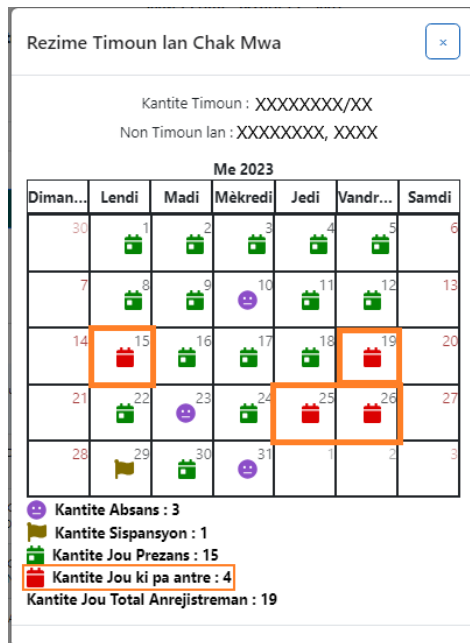 Rezime Timoun lan Chak Mwa
×
Kantite Timoun : XXXXXXXX/XX
Non Timoun lan : XXXXXXXX, XXXX
Me 2023
Diman... Lendi Madi Mèkredi Jedi Vandr... Samdi
30 1 2 3 4 5 6
7 8 9 10 11 12 13
14 15 16 17 18 19 20
21 22 23 24 25 26 27
28 29 30 31 1 2 3
Kantite Absans : 3
Kantite Sispansyon : 1
Kantite Jou Prezans : 15
Kantite Jou ki pa antre : 4
Kantite Jou Total Anrejistreman : 19